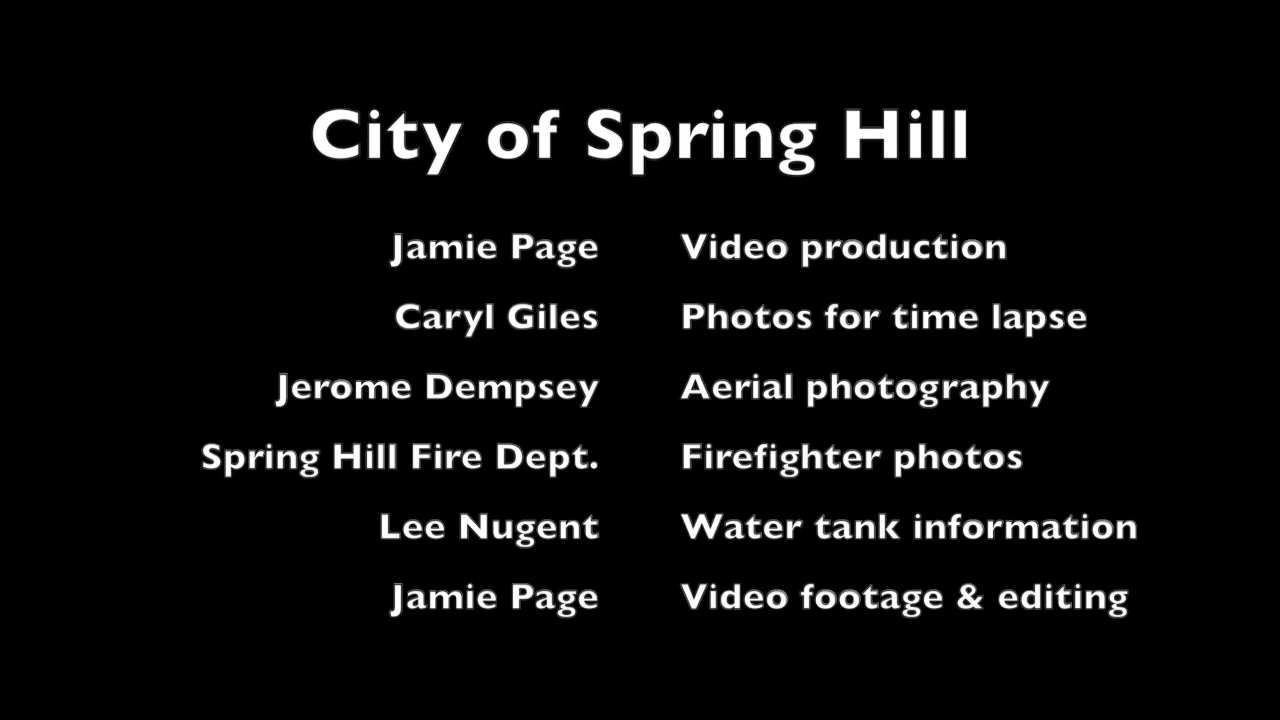 City of Spring Hill
Jamie Page Video production
Caryl Giles Photos for time lapse
Jerome Dempsey Aerial photography
Spring Hill Fire Dept. Firefighter photos
Lee Nugent Water tank information
Jamie Page Video footage & editing